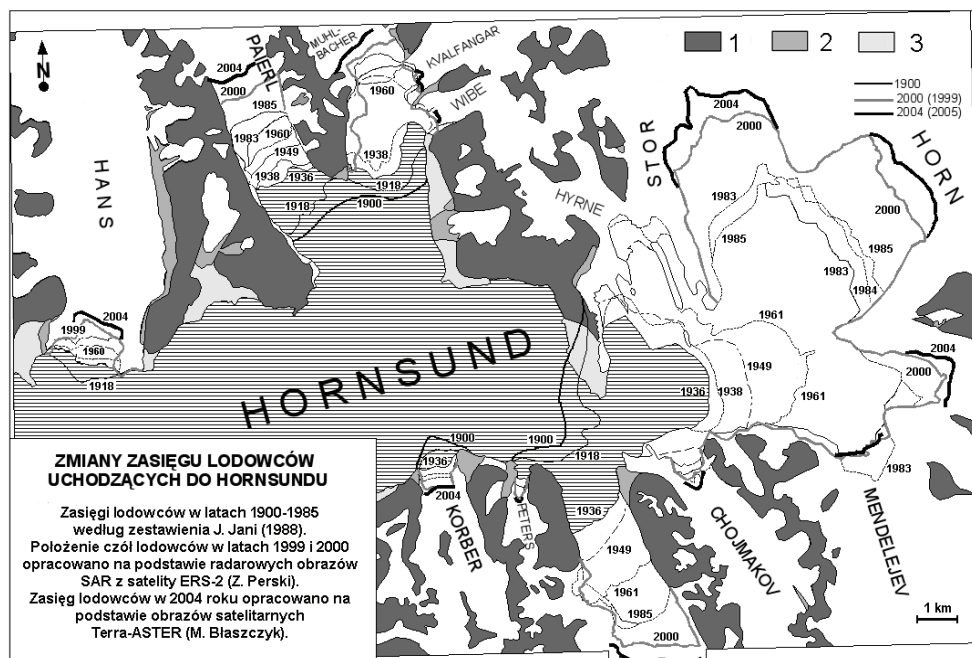 N
HANS
2004
PAIERL
2000
1985
1983
1960
1949
1938
1936
1918
1900
MUHL-
BACHER
KVALFANGAR
1960
WIBE
1938
1918
1
2
3
1900
2000 (1999)
2004 (2005)
STOR
2004
2000
HORN
HYRNE
1983
2000
1985
1985
1983
1984
1961
2004
1999
2004
1960
1918
HORNSUND
1949
1936
1938
1961
2000
1900
1900
1936
1918
2004
KORBER
PETERS
1936
1949
1961
1985
2000
CHOJMAKOV
MENDELEJEV
1983
1 km
ZMIANY ZASIĘGU LODOWCÓW
UCHODZĄCYCH DO HORNSUNDU
Zasięgi lodowców w latach 1900-1985
według zestawienia J. Jani (1988).
Położenie czół lodowców w latach 1999 i 2000
opracowano na podstawie radarowych obrazów
SAR z satelity ERS-2 (Z. Perski).
Zasięg lodowców w 2004 roku opracowano na
podstawie obrazów satelitarnych
Terra-ASTER (M. Błaszczyk).